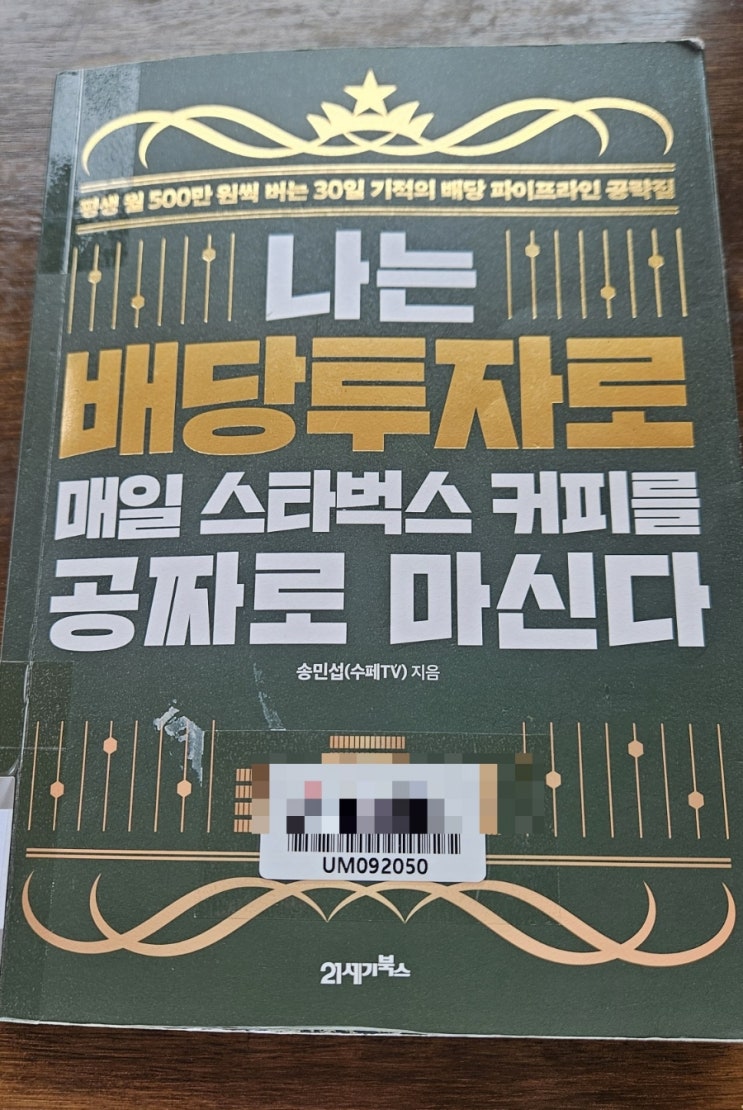 평생 월 500만 원씩 버는 30일 기적의 배당 파이프라인 공략집
나는
배당투자로
매일 스타벅스 커피를
공짜로 마신다
송민섭(수페TV) 지음
UM092050
21세기북스